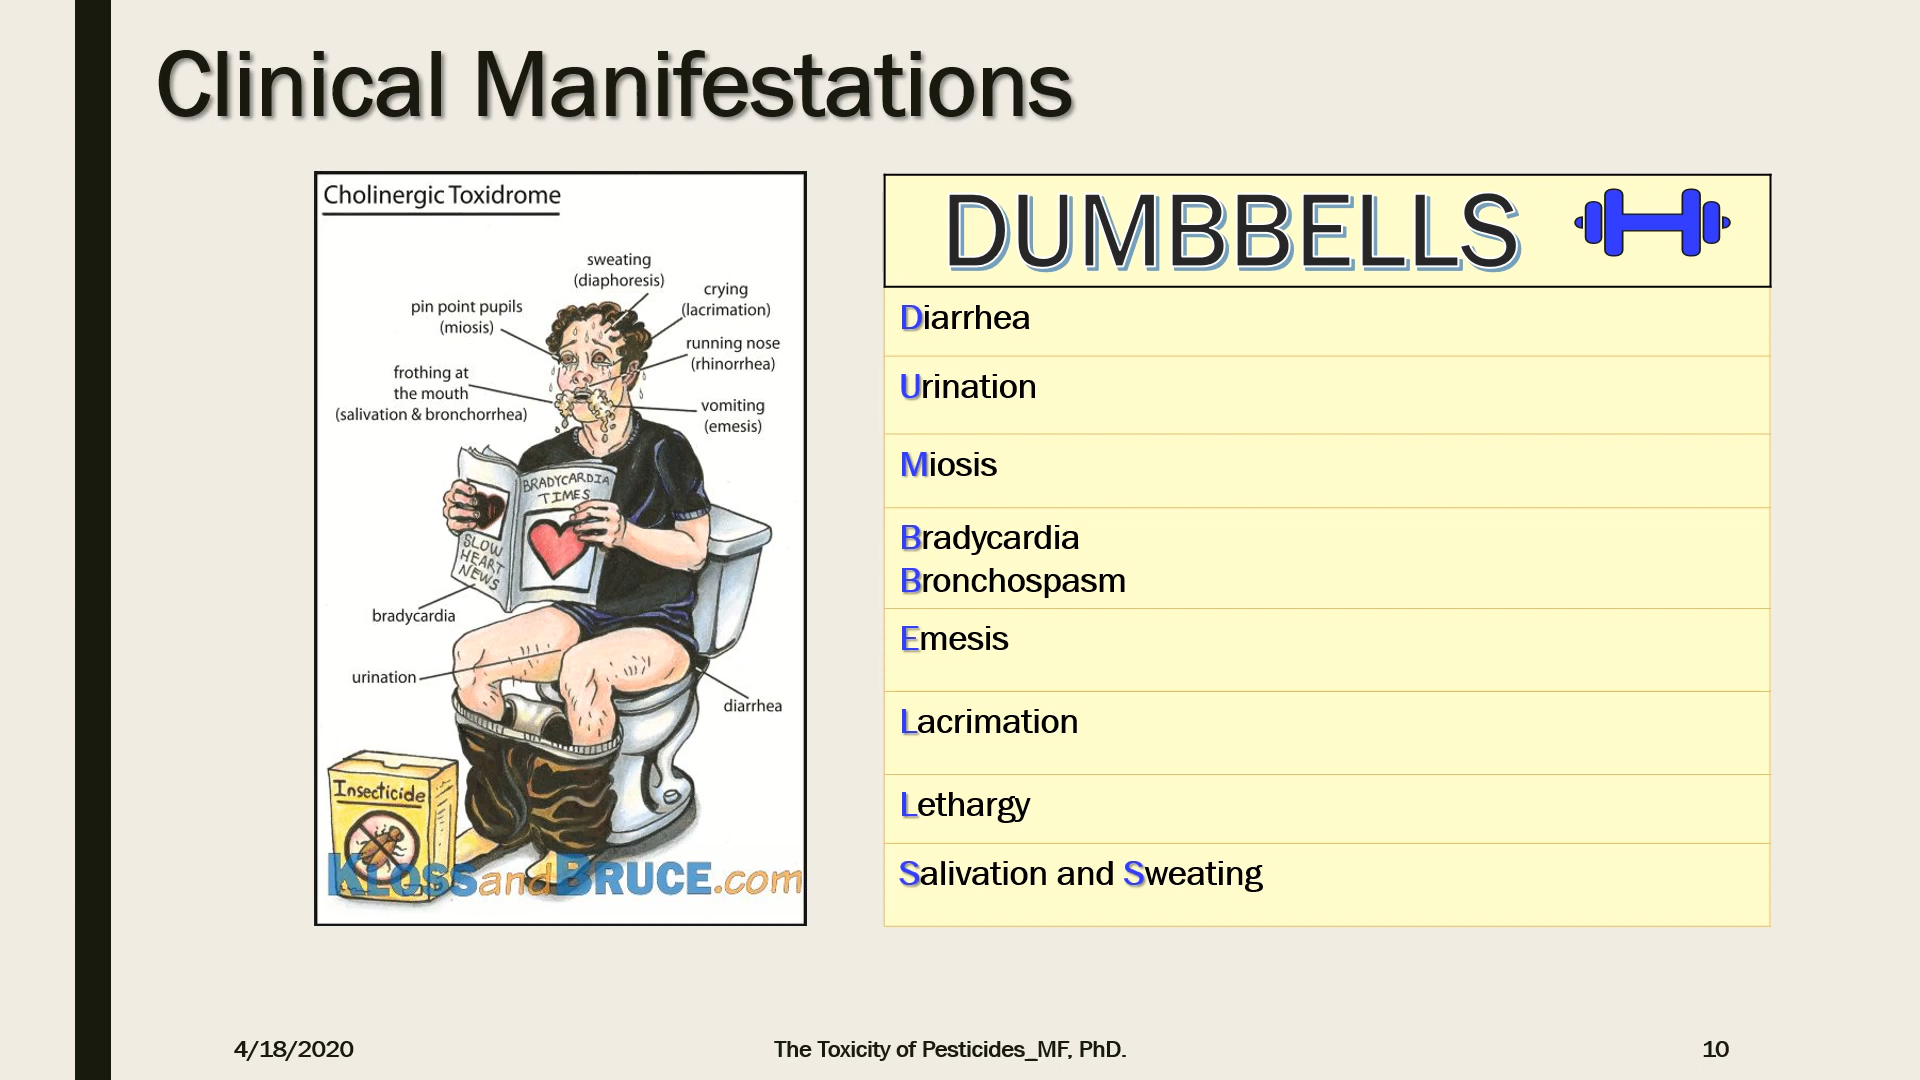 Clinical Manifestations
Cholinergic Toxidrome
sweating
(diaphoresis)
crying
(lacrimation)
pin point pupils
(miosis)
running nose
(rhinorrhea)
frothing at
the mouth
(salivation & bronchorrhea)
vomiting
(emesis)
BRADYCARDIA
TIMES
SLOW
HEART
NEWS
bradycardia
urination
diarrhea
Insecticide
KLOSSandBRUCE.com
DUMBBELLS
Diarrhea
Urination
Miosis
Bradycardia
Bronchospasm
Emesis
Lacrimation
Lethargy
Salivation and Sweating
4/18/2020
The Toxicity of Pesticides_MF, PhD.
10